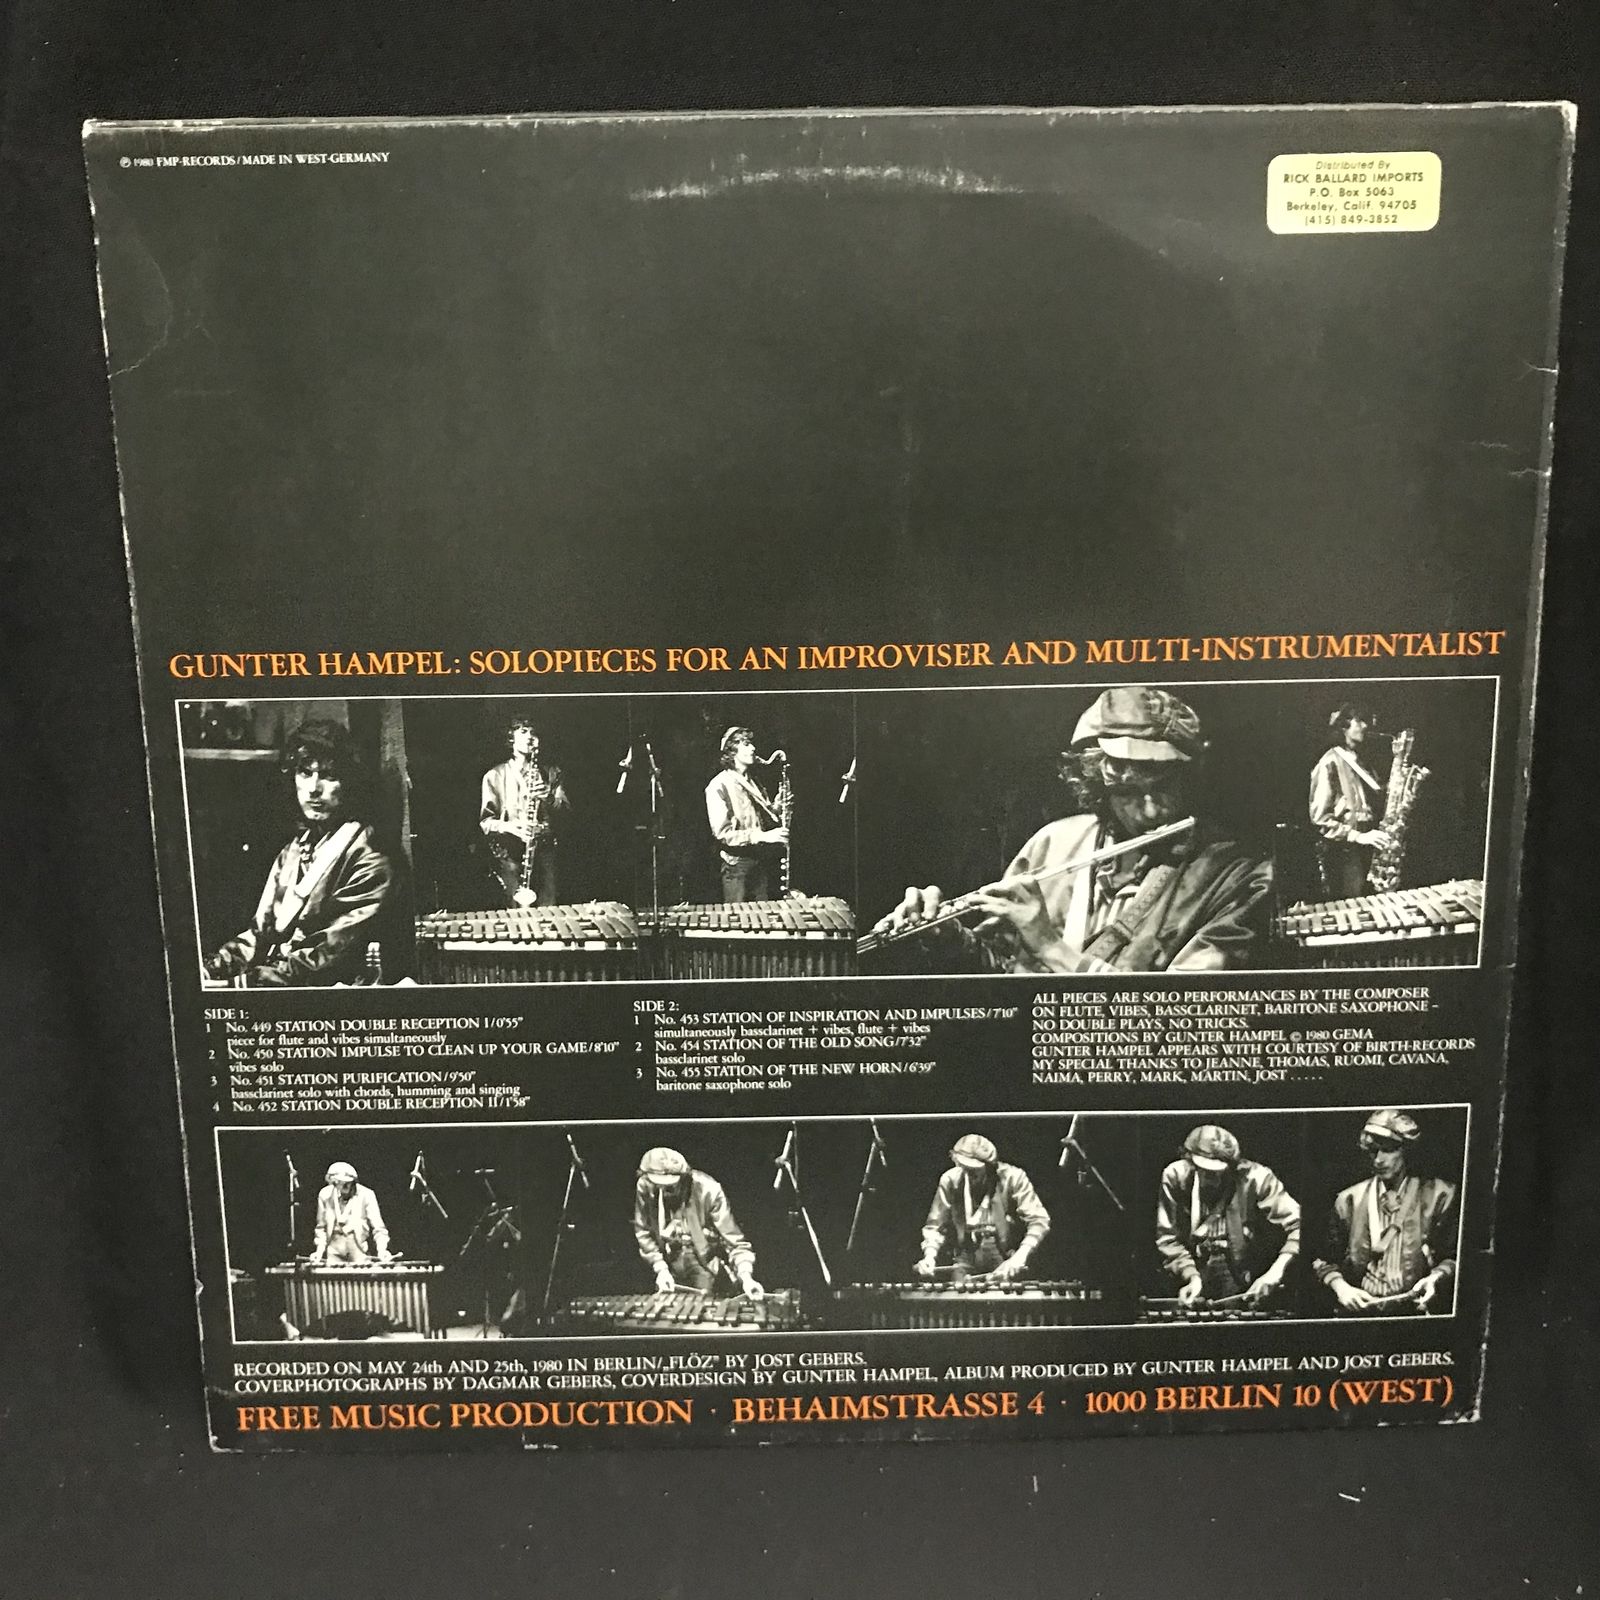 ℗ 1980 FMP-RECORDS / MADE IN WEST-GERMANY
Distributed By
RICK BALLARD IMPORTS
P.O. Box 5063
Berkeley, Calif. 94705
(415) 849-3852
GUNTER HAMPEL: SOLOPIECES FOR AN IMPROVISER AND MULTI-INSTRUMENTALIST
SIDE 1:
1 No. 449 STATION DOUBLE RECEPTION I/0'55"
piece for flute and vibes simultaneously
2 No. 450 STATION IMPULSE TO CLEAN UP YOUR GAME/8'10"
vibes solo
3 No. 451 STATION PURIFICATION/9'50"
bassclarinet solo with chords, humming and singing
4 No. 452 STATION DOUBLE RECEPTION II/1'58"
SIDE 2:
1 No. 453 STATION OF INSPIRATION AND IMPULSES/7'10"
simultaneously bassclarinet + vibes, flute + vibes
2 No. 454 STATION OF THE OLD SONG/7'32"
bassclarinet solo
3 No. 455 STATION OF THE NEW HORN/6'39"
baritone saxophone solo
ALL PIECES ARE SOLO PERFORMANCES BY THE COMPOSER
ON FLUTE, VIBES, BASSCLARINET, BARITONE SAXOPHONE –
NO DOUBLE PLAYS, NO TRICKS.
COMPOSITIONS BY GUNTER HAMPEL © 1980 GEMA
GUNTER HAMPEL APPEARS WITH COURTESY OF BIRTH-RECORDS
MY SPECIAL THANKS TO JEANNE, THOMAS, RUOMI, CAVANA,
NAIMA, PERRY, MARK, MARTIN, JOST . . . . .
RECORDED ON MAY 24th AND 25th, 1980 IN BERLIN/„FLÖZ" BY JOST GEBERS.
COVERPHOTOGRAPHS BY DAGMAR GEBERS, COVERDESIGN BY GUNTER HAMPEL, ALBUM PRODUCED BY GUNTER HAMPEL AND JOST GEBERS.
FREE MUSIC PRODUCTION · BEHAIMSTRASSE 4 · 1000 BERLIN 10 (WEST)